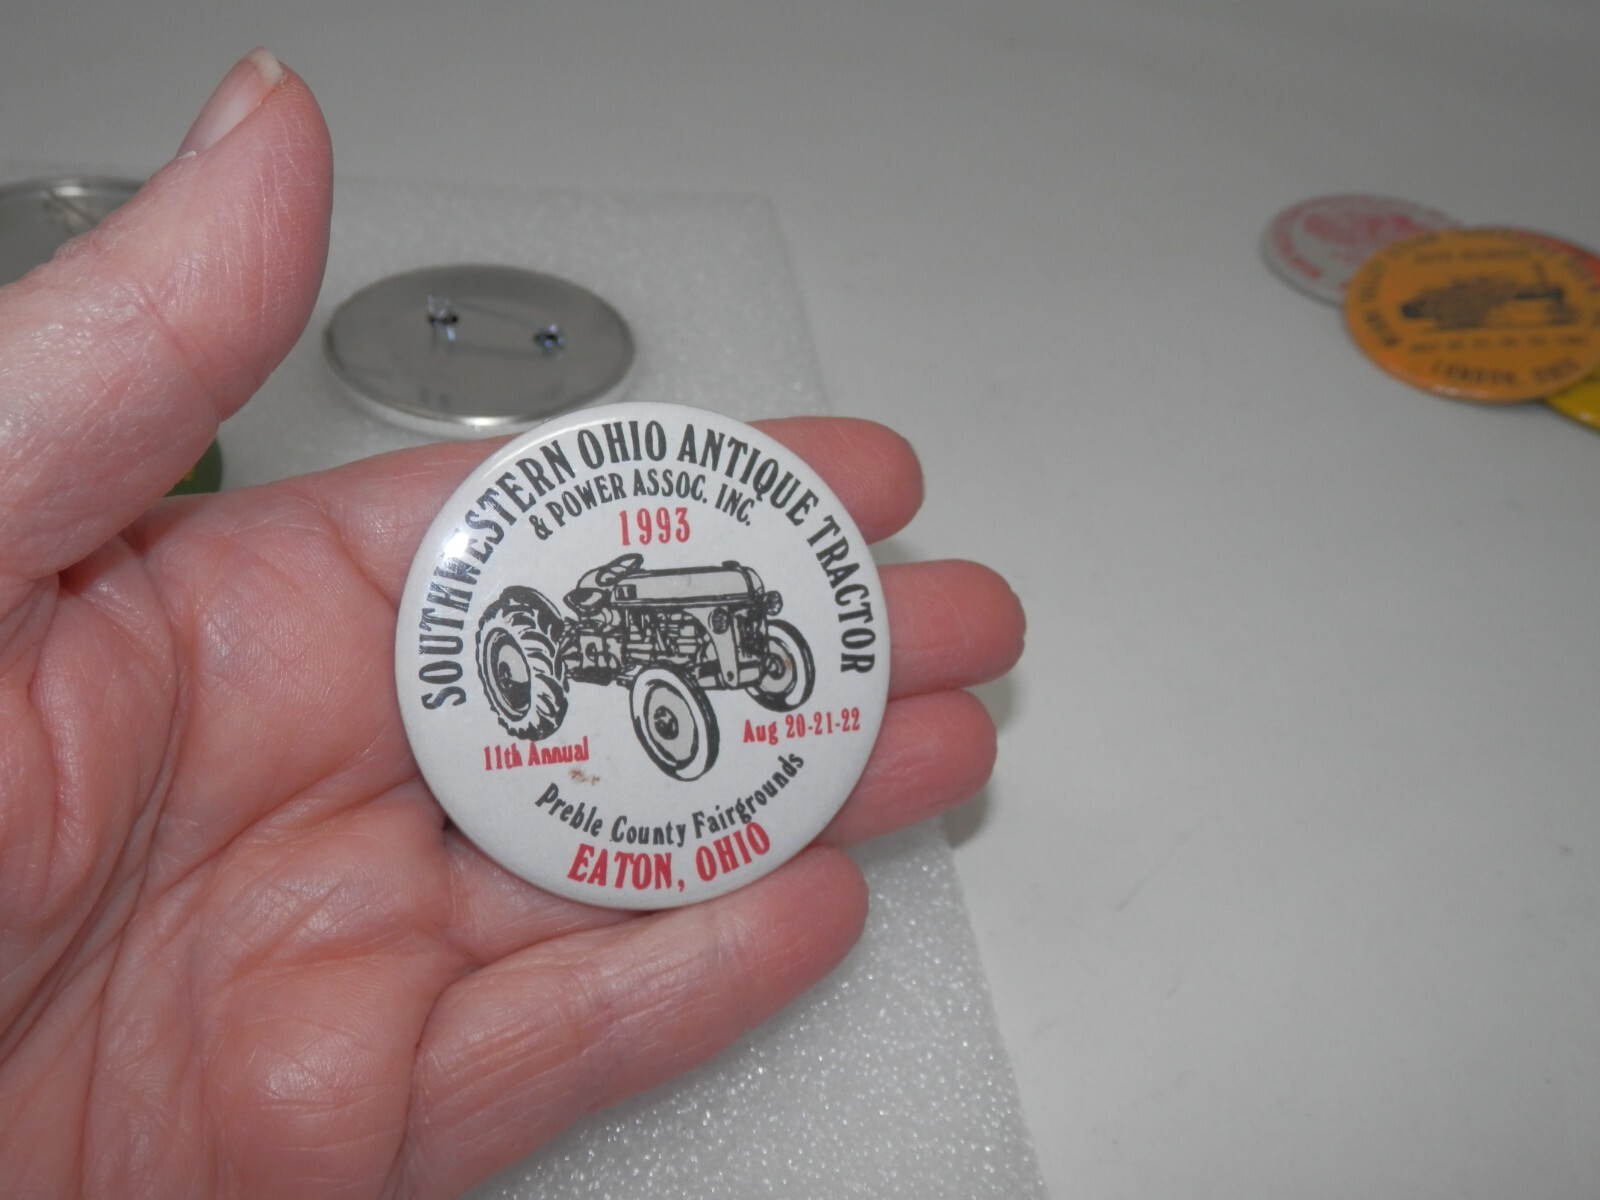 SOUTHWESTERN OHIO ANTIQUE TRACTOR
& POWER ASSOC. INC.
1993
11th Annual
Aug 20-21-22
Preble County Fairgrounds
EATON, OHIO